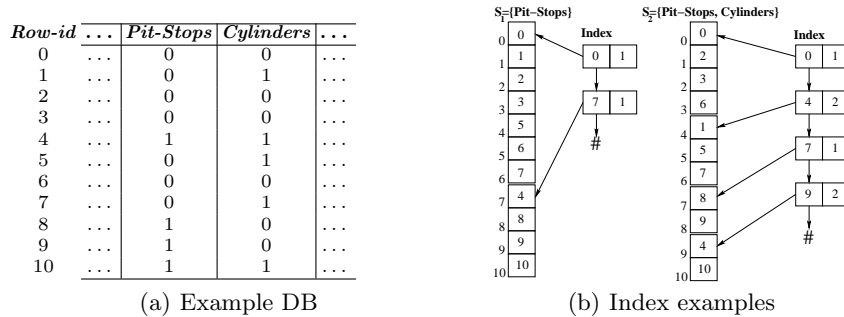 Row-id ... Pit-Stops Cylinders ...
0 ... 0 0 ...
1 ... 0 1 ...
2 ... 0 0 ...
3 ... 0 0 ...
4 ... 1 1 ...
5 ... 0 1 ...
6 ... 0 0 ...
7 ... 0 1 ...
8 ... 1 0 ...
9 ... 1 0 ...
10 ... 1 1 ...
(a) Example DB
S1={Pit-Stops}
Index
0
0
1
1
2
2
3
3
5
4
6
5
7
6
4
7
8
8
9
9
10
10
0 1
7 1
#
S2={Pit-Stops, Cylinders}
Index
0
0
2
1
3
2
6
3
1
4
5
5
7
6
8
7
9
8
4
9
10
10
0 1
4 2
7 1
9 2
#
(b) Index examples